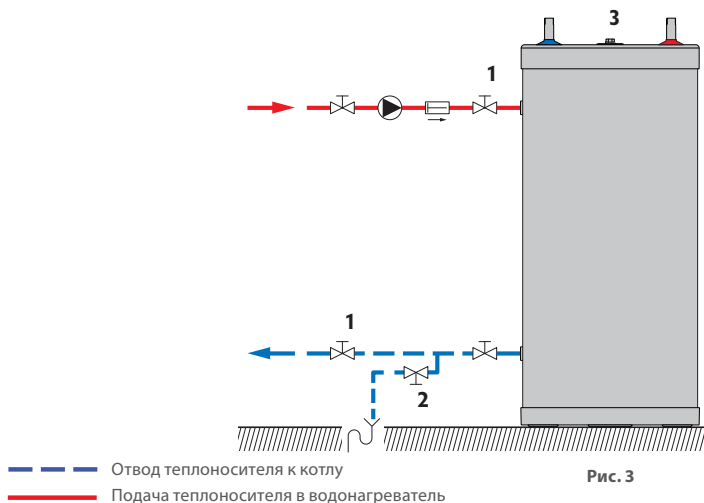 3
1
1
2
Отвод теплоносителя к котлу
Рис. 3
Подача теплоносителя в водонагреватель